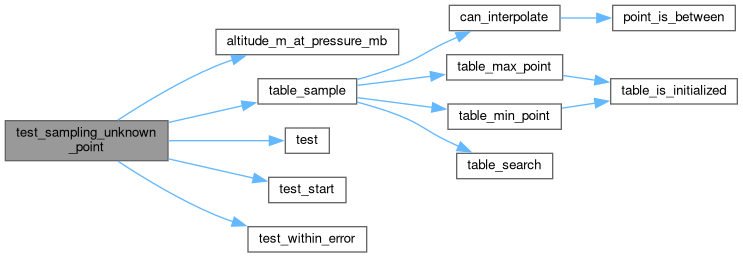 test_sampling_unknown
_point
altitude_m_at_pressure_mb
table_sample
test
test_start
test_within_error
can_interpolate
table_max_point
table_min_point
table_search
point_is_between
table_is_initialized